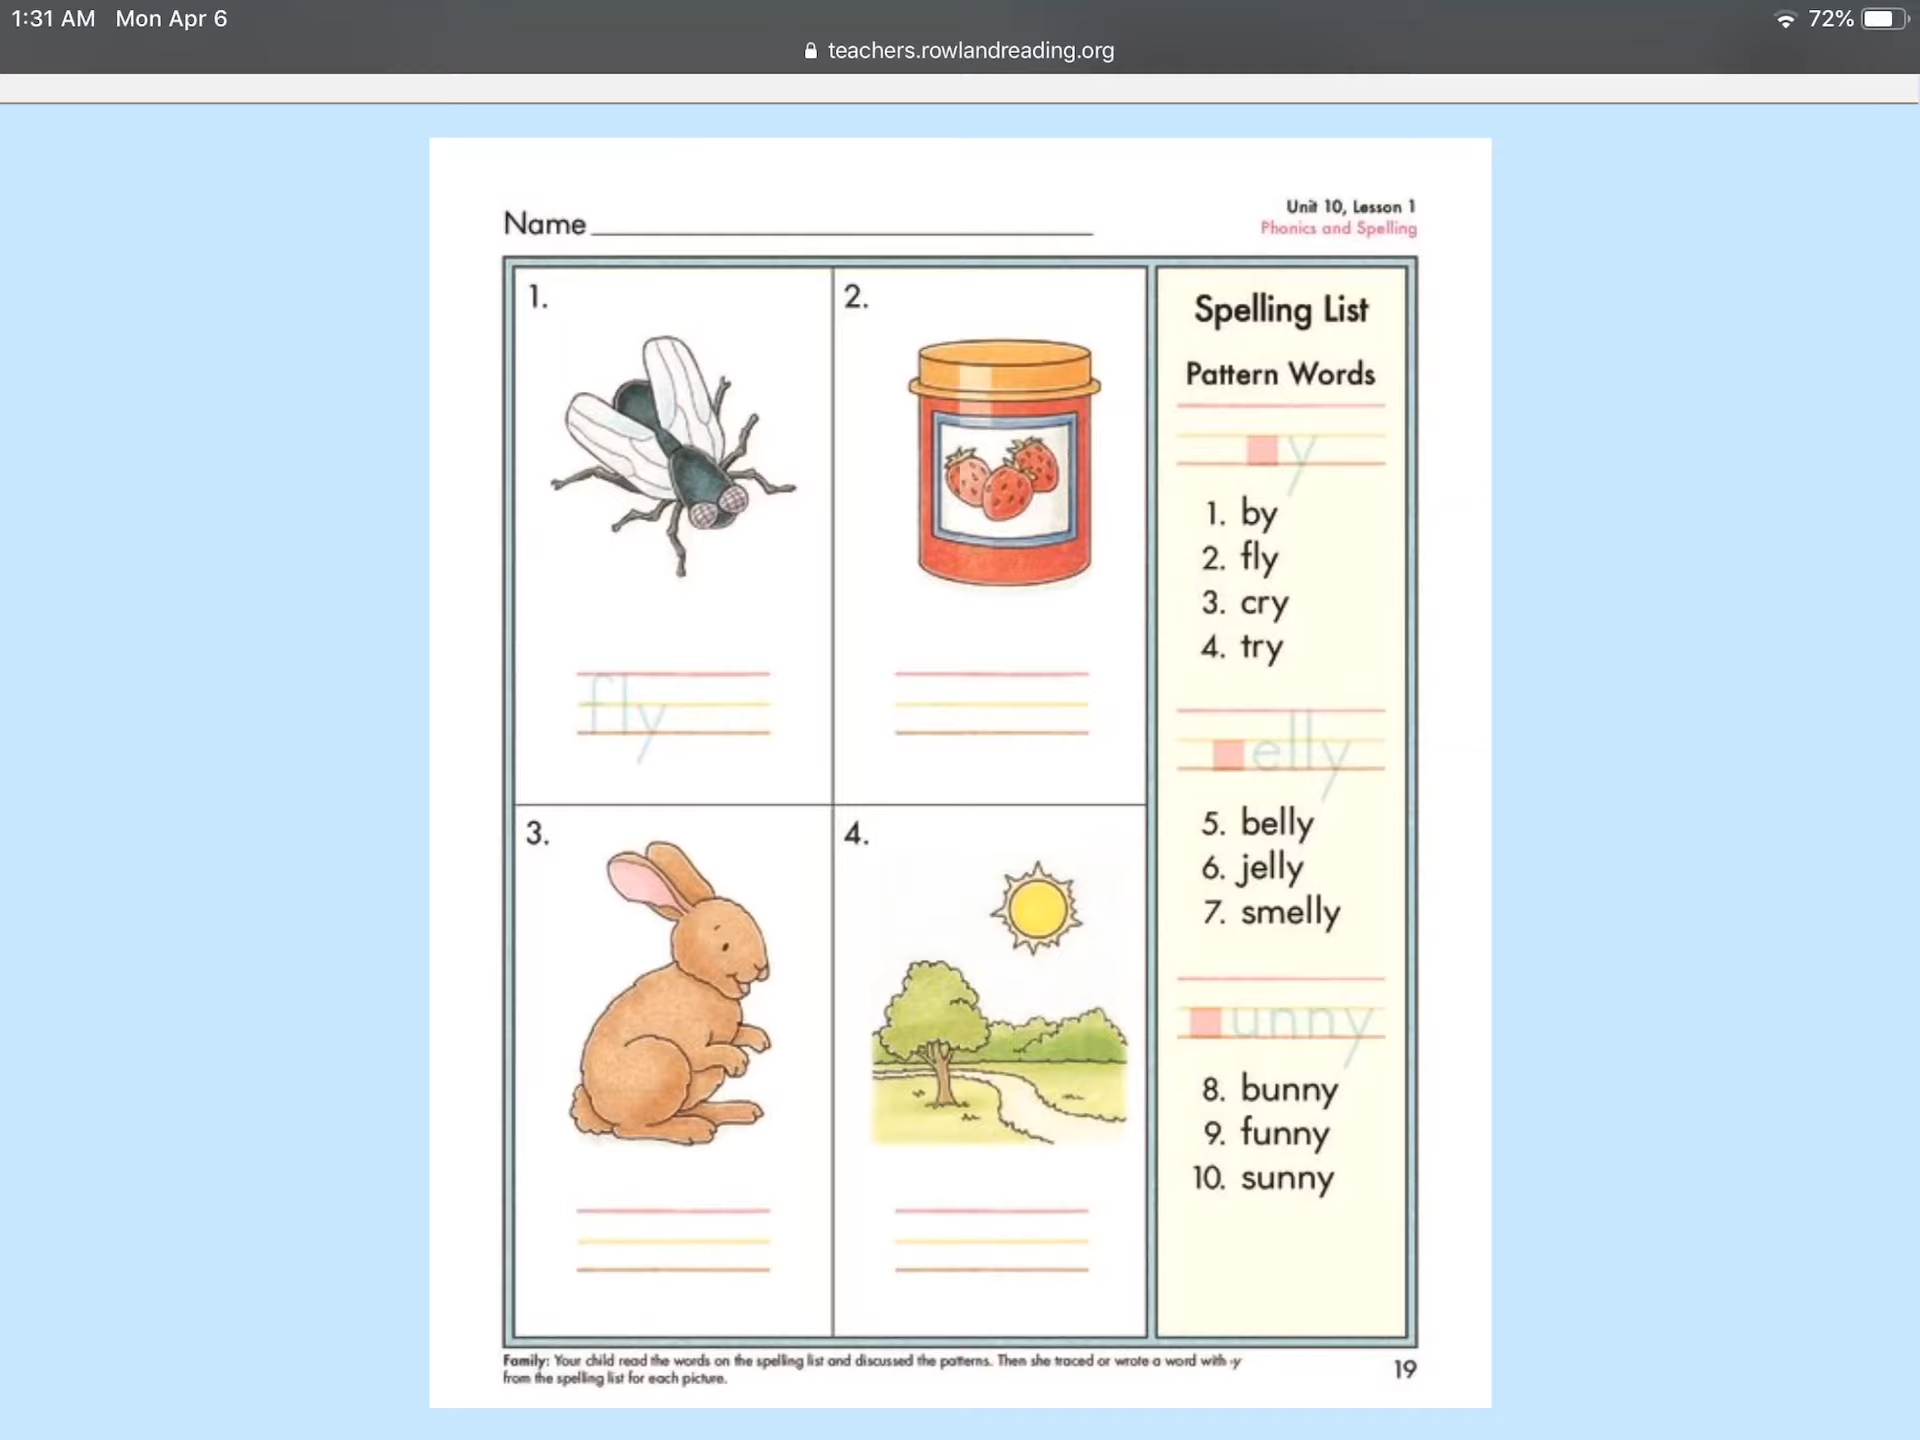 1:31 AM Mon Apr 6
72%
teachers.rowlandreading.org
Name
Unit 10, Lesson 1
Phonics and Spelling
1.
fly
2.
3.
4.
Spelling List
Pattern Words
y
1. by
2. fly
3. cry
4. try
elly
5. belly
6. jelly
7. smelly
unny
8. bunny
9. funny
10. sunny
Family: Your child read the words on the spelling list and discussed the patterns. Then she traced or wrote a word with -y
from the spelling list for each picture.
19